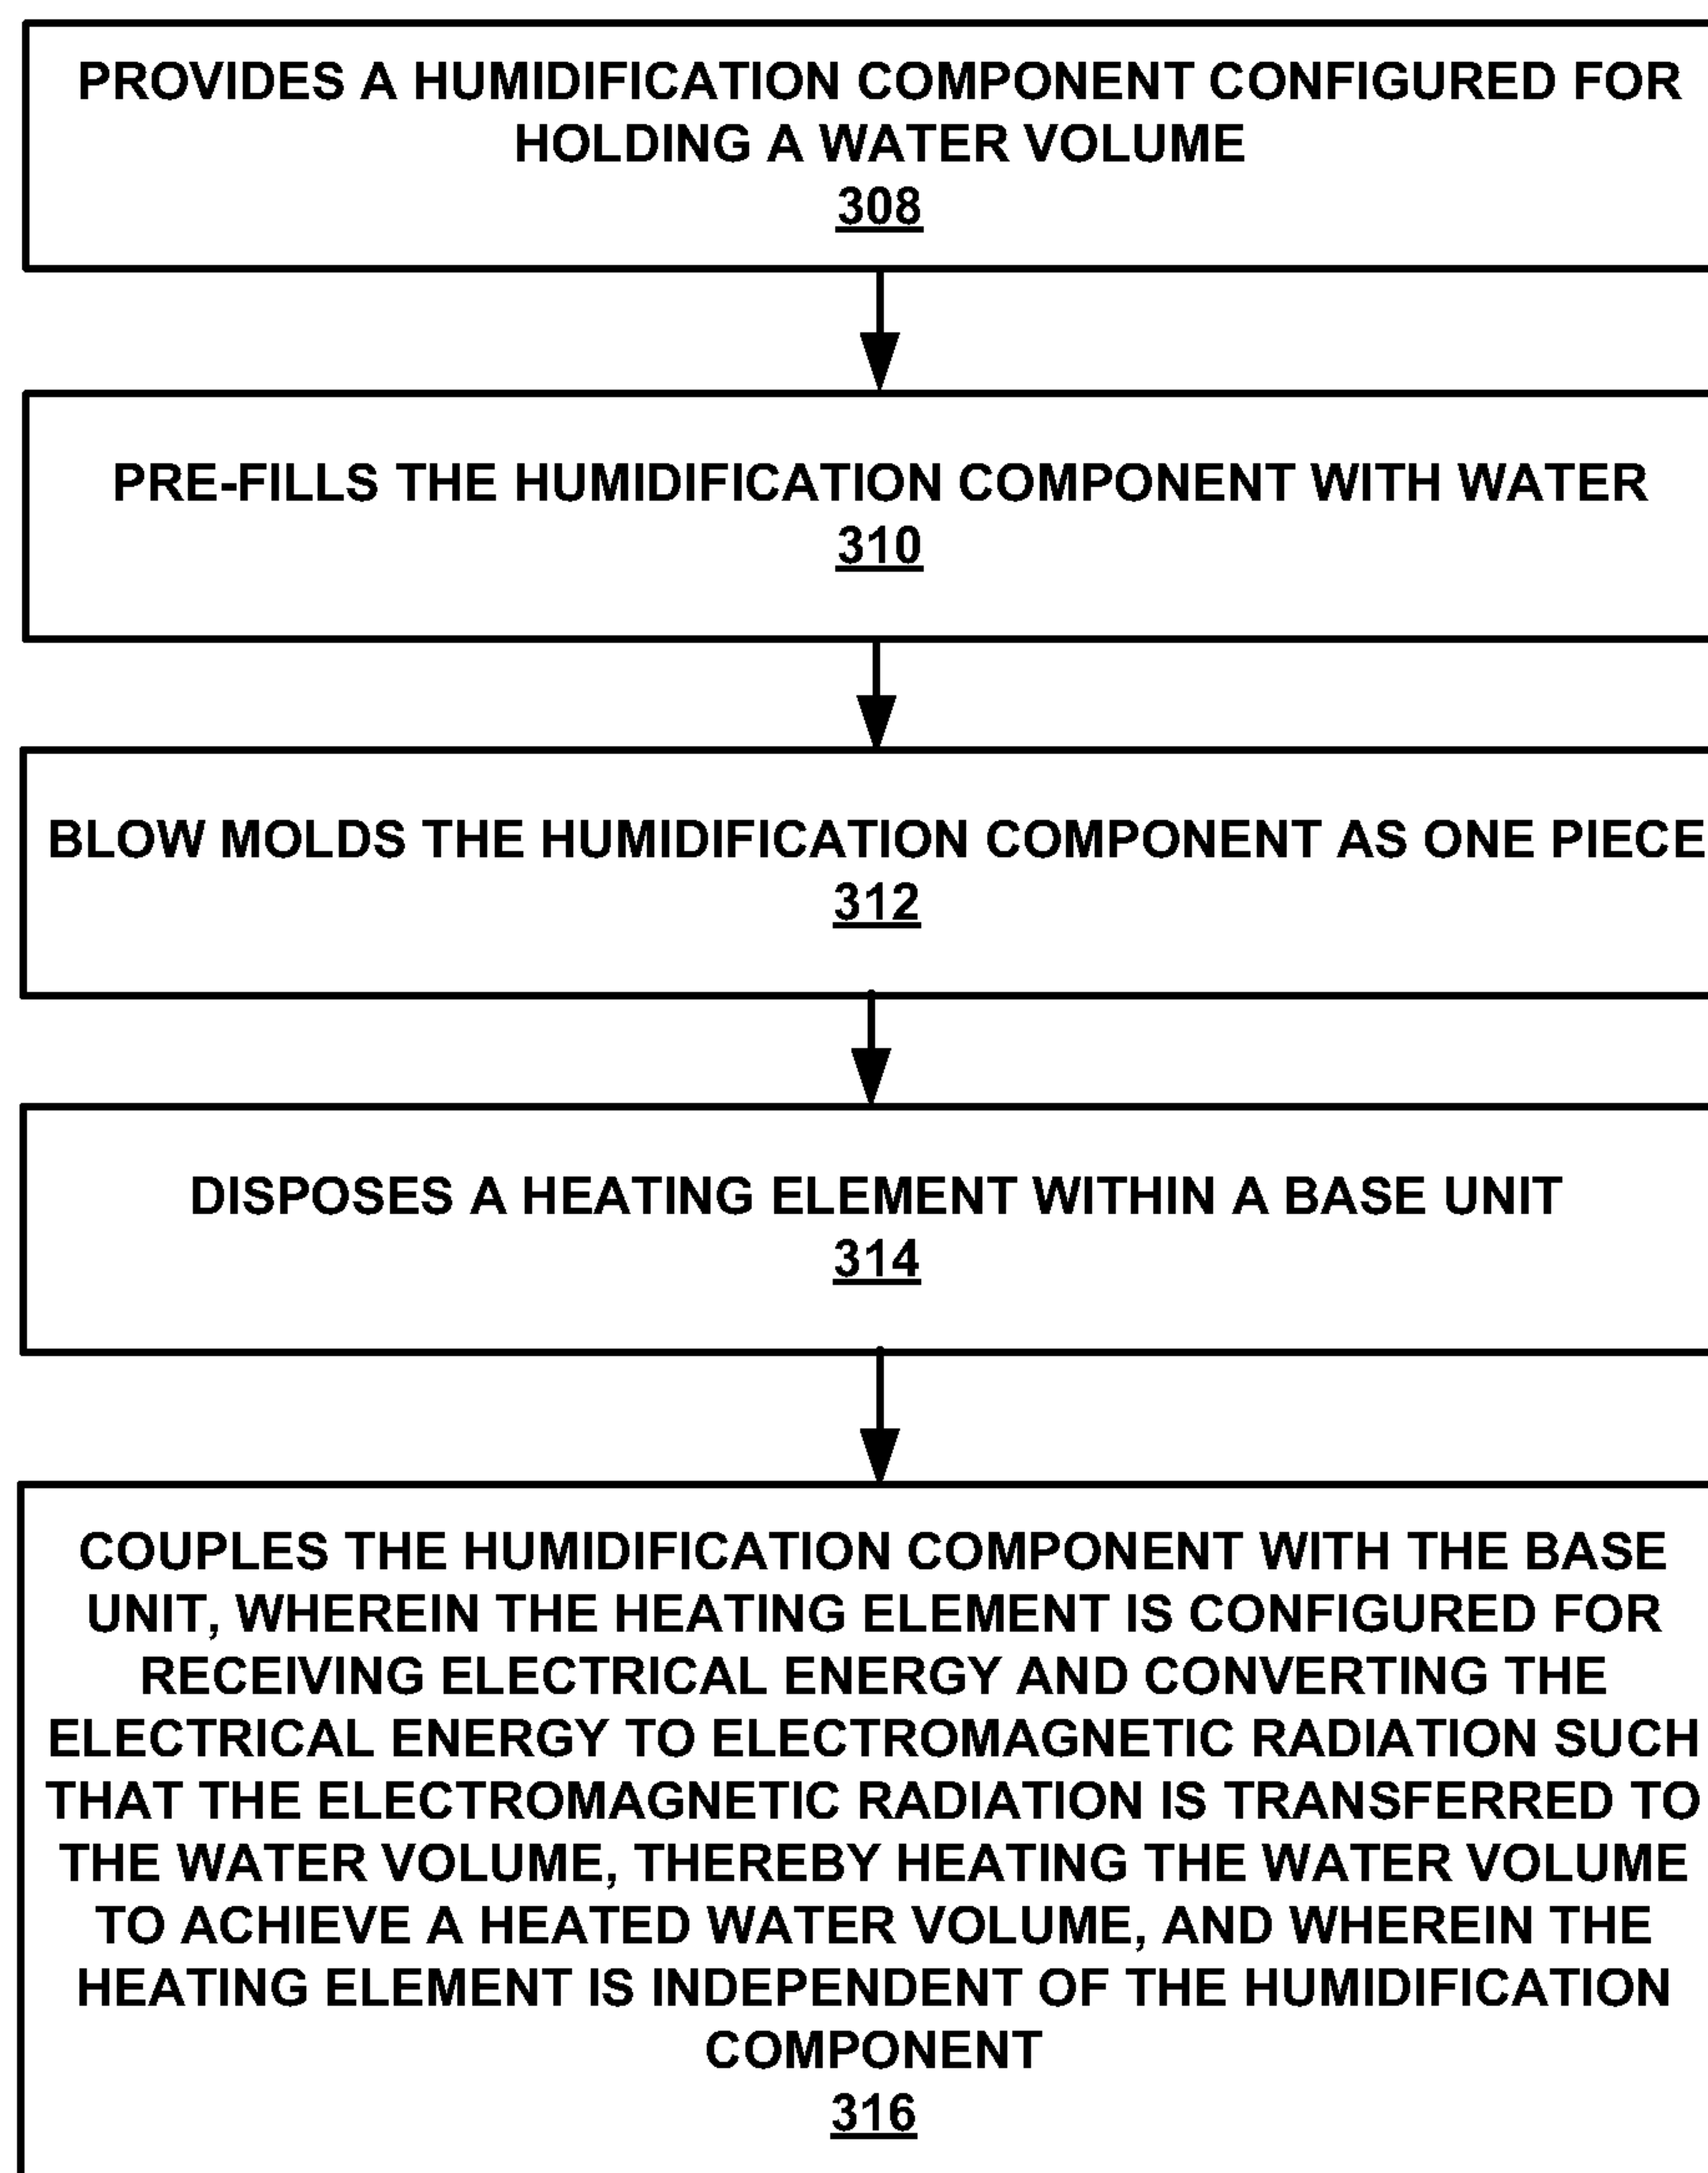 PROVIDES A HUMIDIFICATION COMPONENT CONFIGURED FOR
HOLDING A WATER VOLUME
308
PRE-FILLS THE HUMIDIFICATION COMPONENT WITH WATER
310
BLOW MOLDS THE HUMIDIFICATION COMPONENT AS ONE PIECE
312
DISPOSES A HEATING ELEMENT WITHIN A BASE UNIT
314
COUPLES THE HUMIDIFICATION COMPONENT WITH THE BASE
UNIT, WHEREIN THE HEATING ELEMENT IS CONFIGURED FOR
RECEIVING ELECTRICAL ENERGY AND CONVERTING THE
ELECTRICAL ENERGY TO ELECTROMAGNETIC RADIATION SUCH
THAT THE ELECTROMAGNETIC RADIATION IS TRANSFERRED TO
THE WATER VOLUME, THEREBY HEATING THE WATER VOLUME
TO ACHIEVE A HEATED WATER VOLUME, AND WHEREIN THE
HEATING ELEMENT IS INDEPENDENT OF THE HUMIDIFICATION
COMPONENT
316